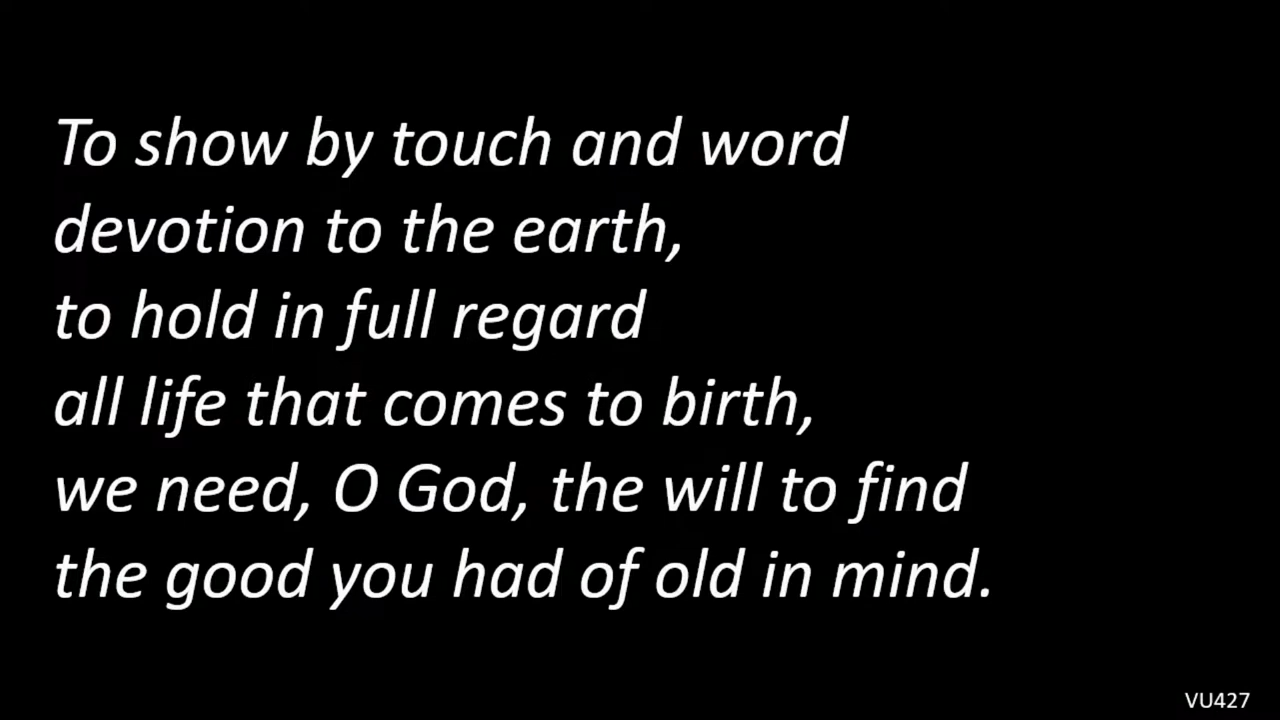 To show by touch and word
devotion to the earth,
to hold in full regard
all life that comes to birth,
we need, O God, the will to find
the good you had of old in mind.
VU427